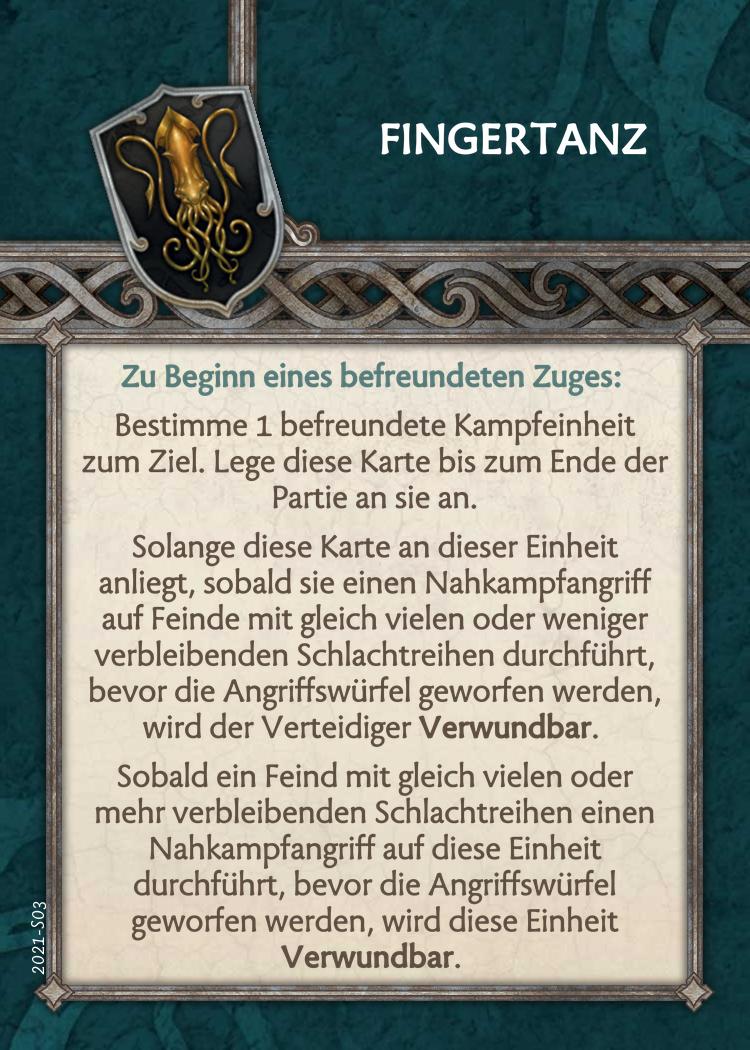 FINGERTANZ
Zu Beginn eines befreundeten Zuges:
Bestimme 1 befreundete Kampfeinheit
zum Ziel. Lege diese Karte bis zum Ende der
Partie an sie an.
Solange diese Karte an dieser Einheit
anliegt, sobald sie einen Nahkampfangriff
auf Feinde mit gleich vielen oder weniger
verbleibenden Schlachtreihen durchführt,
bevor die Angriffswürfel geworfen werden,
wird der Verteidiger Verwundbar.
Sobald ein Feind mit gleich vielen oder
mehr verbleibenden Schlachtreihen einen
Nahkampfangriff auf diese Einheit
durchführt, bevor die Angriffswürfel
geworfen werden, wird diese Einheit
Verwundbar.
2021-S03